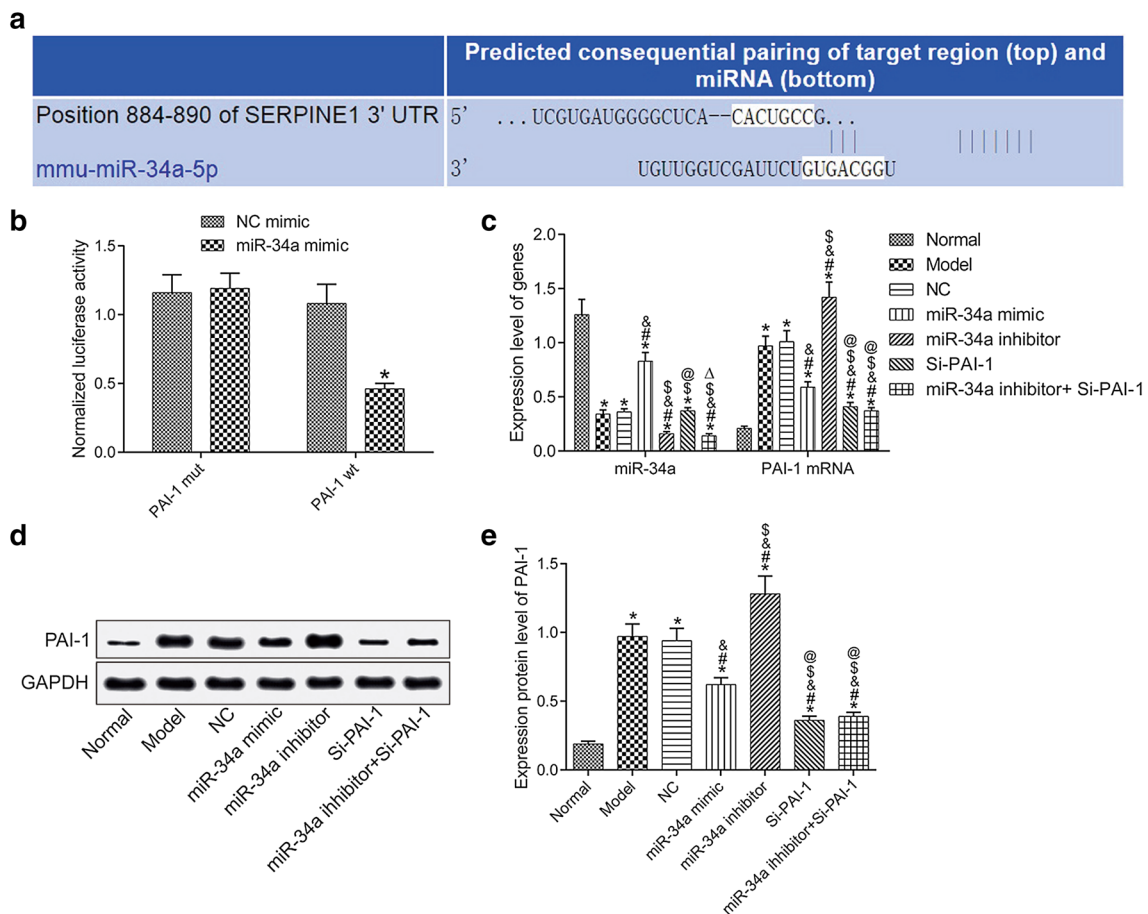 a
Predicted consequential pairing of target region (top) and
miRNA (bottom)
Position 884-890 of SERPINE1 3' UTR
5' ...UCGUGAUGGGGCUCA--CACUGCCG...
mmu-miR-34a-5p
3' UGUUGGUCGAUUCUGUGACGGU
b
NC mimic
miR-34a mimic
Normalized luciferase activity
1.5
1.0
0.5
0.0
*
PAI-1 mut
PAI-1 wt
c
Expression level of genes
2.0
1.5
1.0
0.5
0.0
*
*
&
#
*
$
&
#
*
@
$
*
Δ
$
&
#
*
*
*
&
#
*
$
&
#
*
@
$
&
#
*
@
$
&
#
*
miR-34a
PAI-1 mRNA
Normal
Model
NC
miR-34a mimic
miR-34a inhibitor
Si-PAI-1
miR-34a inhibitor+ Si-PAI-1
d
PAI-1
GAPDH
Normal
Model
NC
miR-34a mimic
miR-34a inhibitor
Si-PAI-1
miR-34a ihhibitor+Si-PAI-1
e
Expression protein level of PAI-1
1.5
1.0
0.5
0.0
*
*
&
#
*
$
&
#
*
@
$
&
#
*
@
$
&
#
*
Normal
Model
NC
miR-34a mimic
miR-34a inhibitor
Si-PAI-1
miR-34a ihhibitor+Si-PAI-1